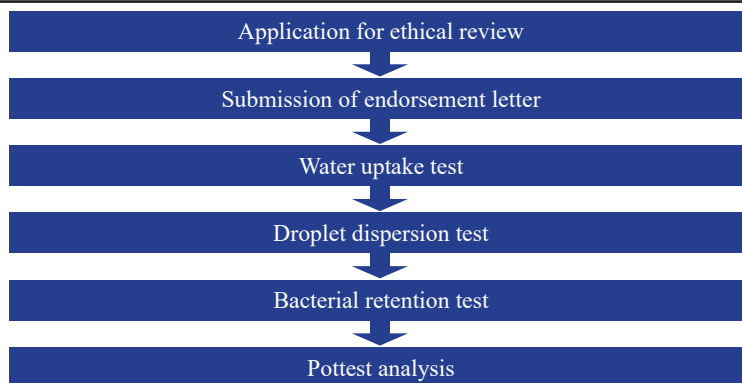 Application for ethical review
Submission of endorsement letter
Water uptake test
Droplet dispersion test
Bacterial retention test
Pottest analysis